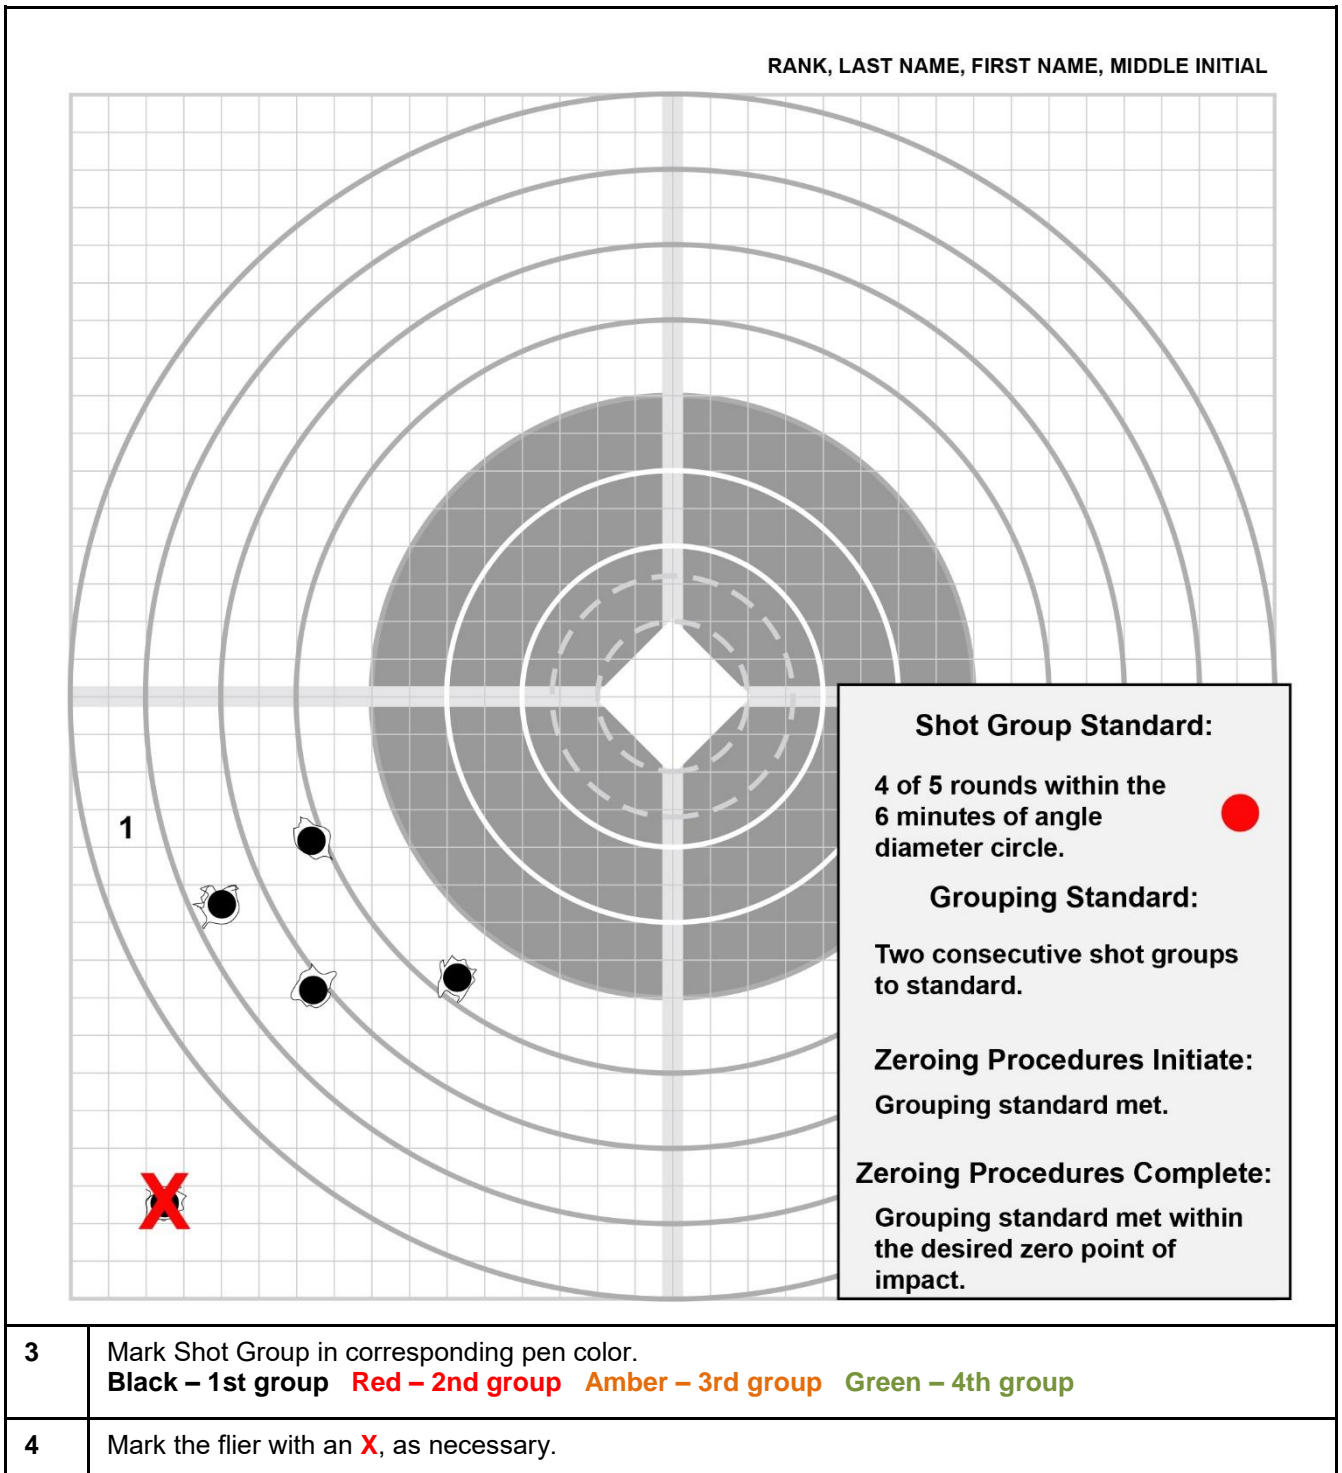 RANK, LAST NAME, FIRST NAME, MIDDLE INITIAL
1
X
Shot Group Standard:
4 of 5 rounds within the
6 minutes of angle
diameter circle.
Grouping Standard:
Two consecutive shot groups
to standard.
Zeroing Procedures Initiate:
Grouping standard met.
Zeroing Procedures Complete:
Grouping standard met within
the desired zero point of
impact.
3 Mark Shot Group in corresponding pen color.
Black – 1st group Red – 2nd group Amber – 3rd group Green – 4th group
4 Mark the flier with an X, as necessary.